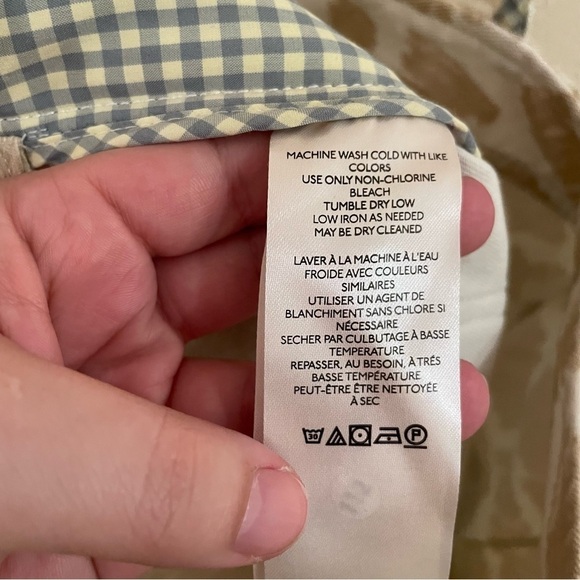 MACHINE WASH COLD WITH LIKE
COLORS
USE ONLY NON-CHLORINE
BLEACH
TUMBLE DRY LOW
LOW IRON AS NEEDED
MAY BE DRY CLEANED
LAVER À LA MACHINE À L'EAU
FROIDE AVEC COULEURS
SIMILAIRES
UTILISER UN AGENT DE
BLANCHIMENT SANS CHLORE SI
NÉCESSAIRE
SECHER PAR CULBUTAGE À BASSE
TEMPERATURE
REPASSER, AU BESOIN, À TRÉS
BASSE TEMPÉRATURE
PEUT-ÊTRE ÊTRE NETTOYÉE
À SEC
30 P